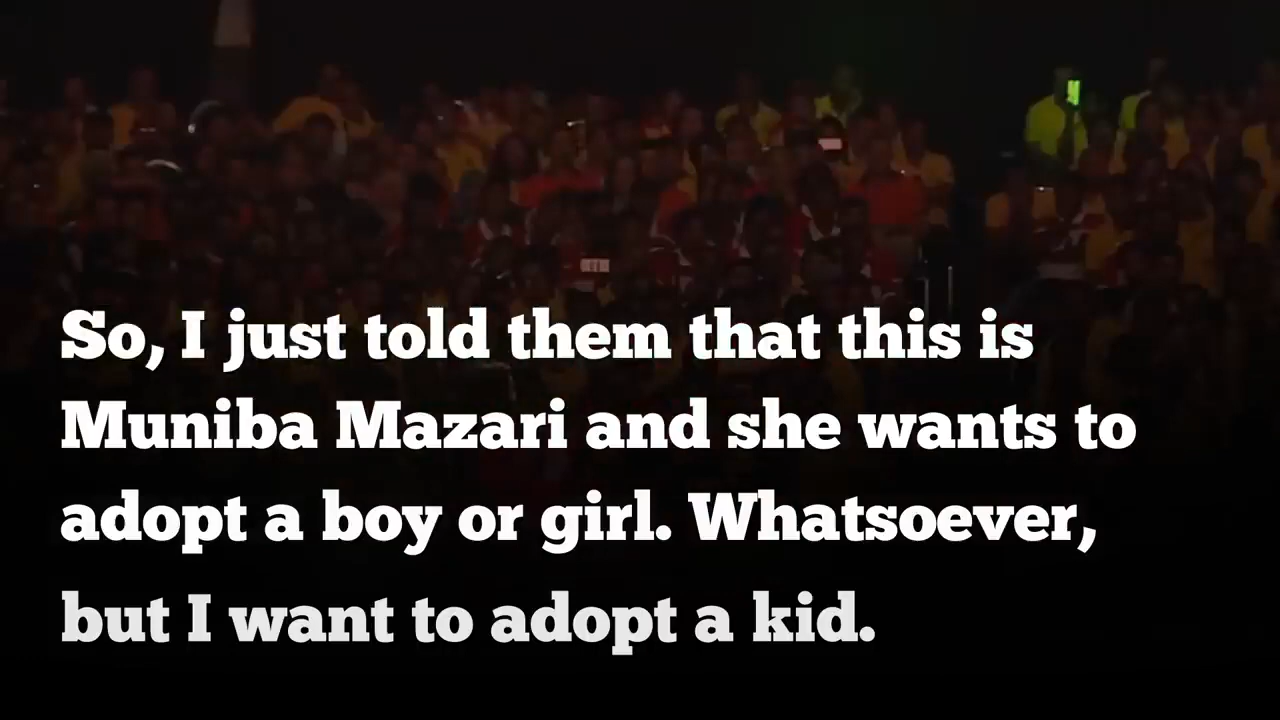 So, I just told them that this is
Muniba Mazari and she wants to
adopt a boy or girl. Whatsoever,
but I want to adopt a kid.